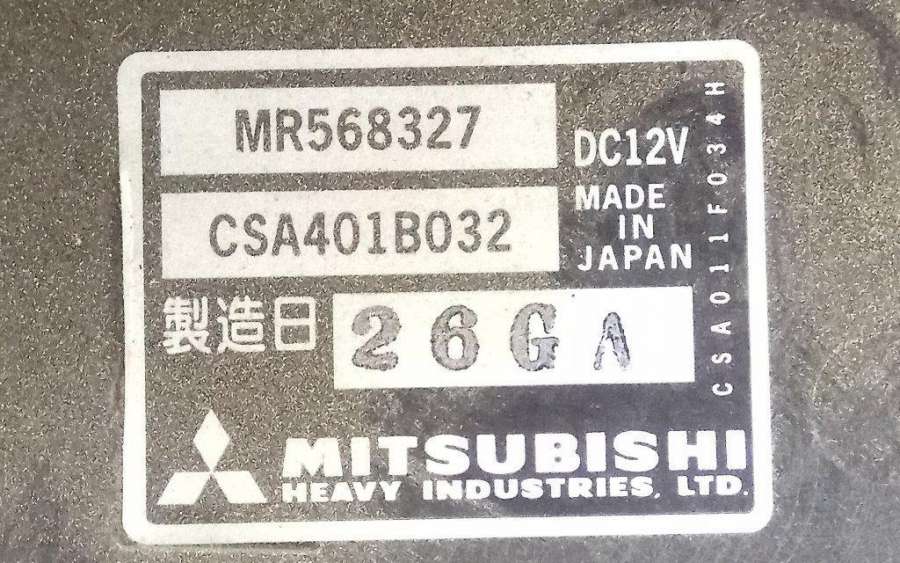 MR568327
DC12V
CSA401B032
MADE
IN
JAPAN
製造日 26GA
CSA011F034H
MITSUBISHI
HEAVY INDUSTRIES, LTD.